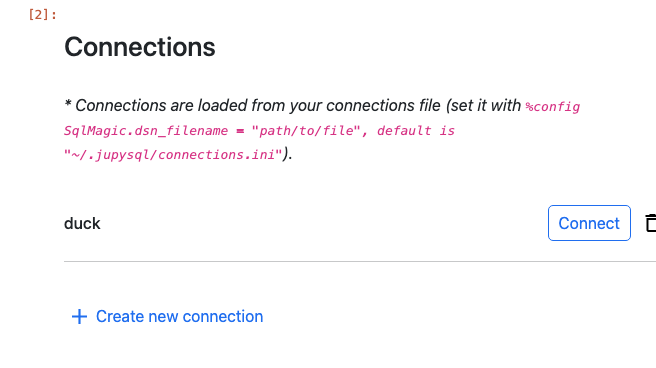 [2]:
Connections
* Connections are loaded from your connections file (set it with %config
SqlMagic.dsn_filename = "path/to/file", default is
"~/.jupysql/connections.ini").
duck
Connect
+ Create new connection